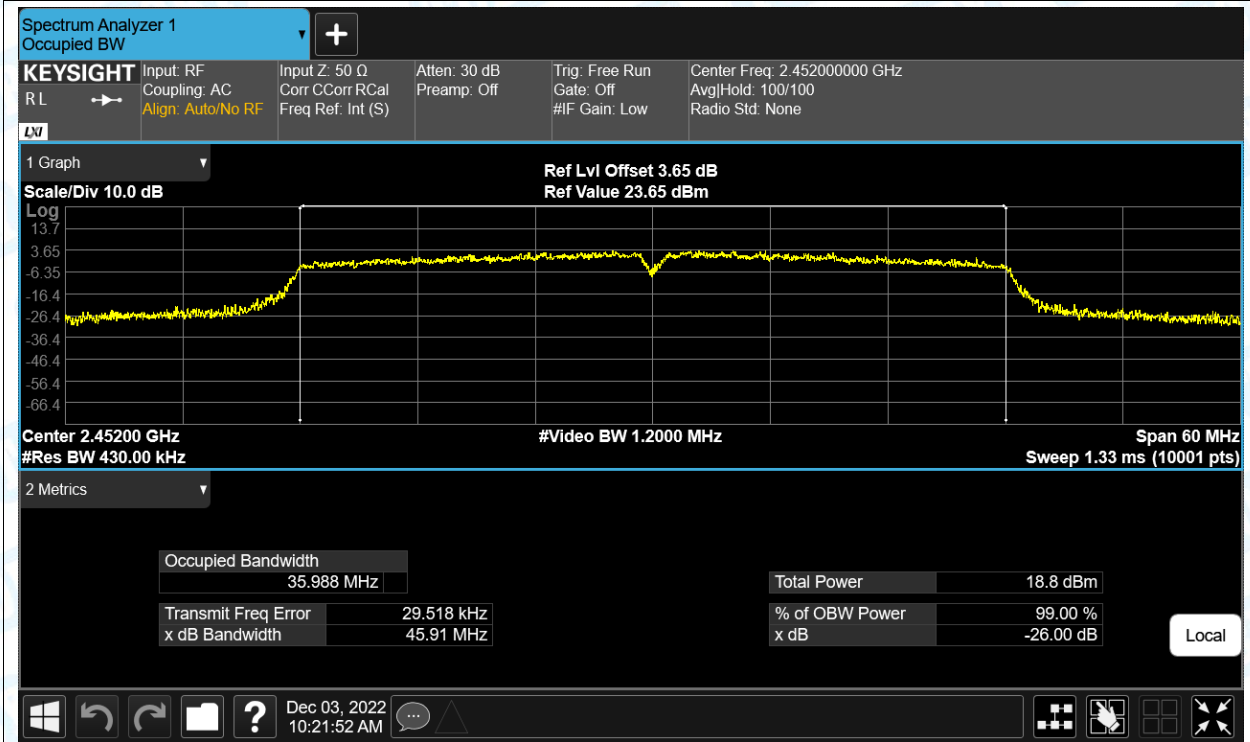 Spectrum Analyzer 1
Occupied BW
KEYSIGHT
R L
LXI
Input: RF
Coupling: AC
Align: Auto/No RF
Input Z: 50 Ω
Corr CCorr RCal
Freq Ref: Int (S)
Atten: 30 dB
Preamp: Off
Trig: Free Run
Gate: Off
#IF Gain: Low
Center Freq: 2.452000000 GHz
Avg|Hold: 100/100
Radio Std: None
1 Graph
Scale/Div 10.0 dB
Ref Lvl Offset 3.65 dB
Ref Value 23.65 dBm
Log
13.7
3.65
-6.35
-16.4
-26.4
-36.4
-46.4
-56.4
-66.4
Center 2.45200 GHz
#Video BW 1.2000 MHz
Span 60 MHz
#Res BW 430.00 kHz
Sweep 1.33 ms (10001 pts)
2 Metrics
Occupied Bandwidth
35.988 MHz
Total Power 18.8 dBm
Transmit Freq Error 29.518 kHz
% of OBW Power 99.00 %
x dB Bandwidth 45.91 MHz
x dB -26.00 dB
Local
?
Dec 03, 2022
10:21:52 AM